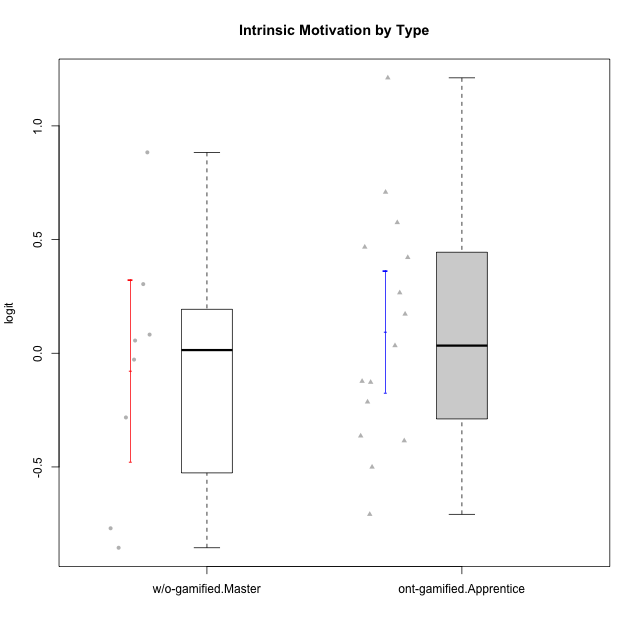 Intrinsic Motivation by Type
logit
1.0
0.5
0.0
-0.5
w/o-gamified.Master
ont-gamified.Apprentice